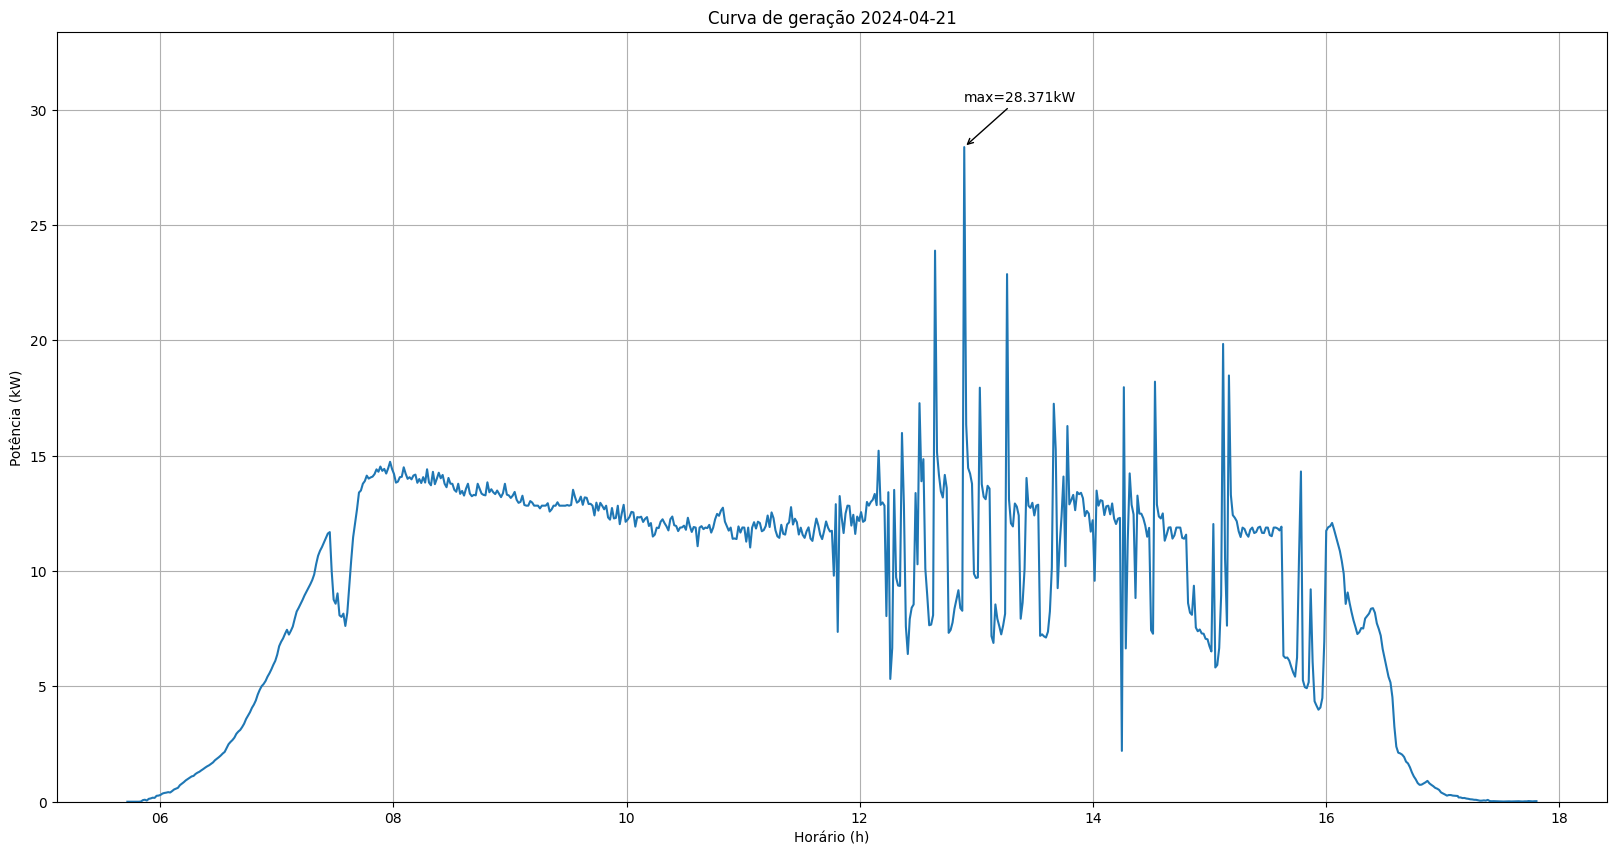 Curva de geração 2024-04-21
max=28.371kW
Potência (kW)
30
25
20
15
10
5
0
06 08 10 12 14 16 18
Horário (h)